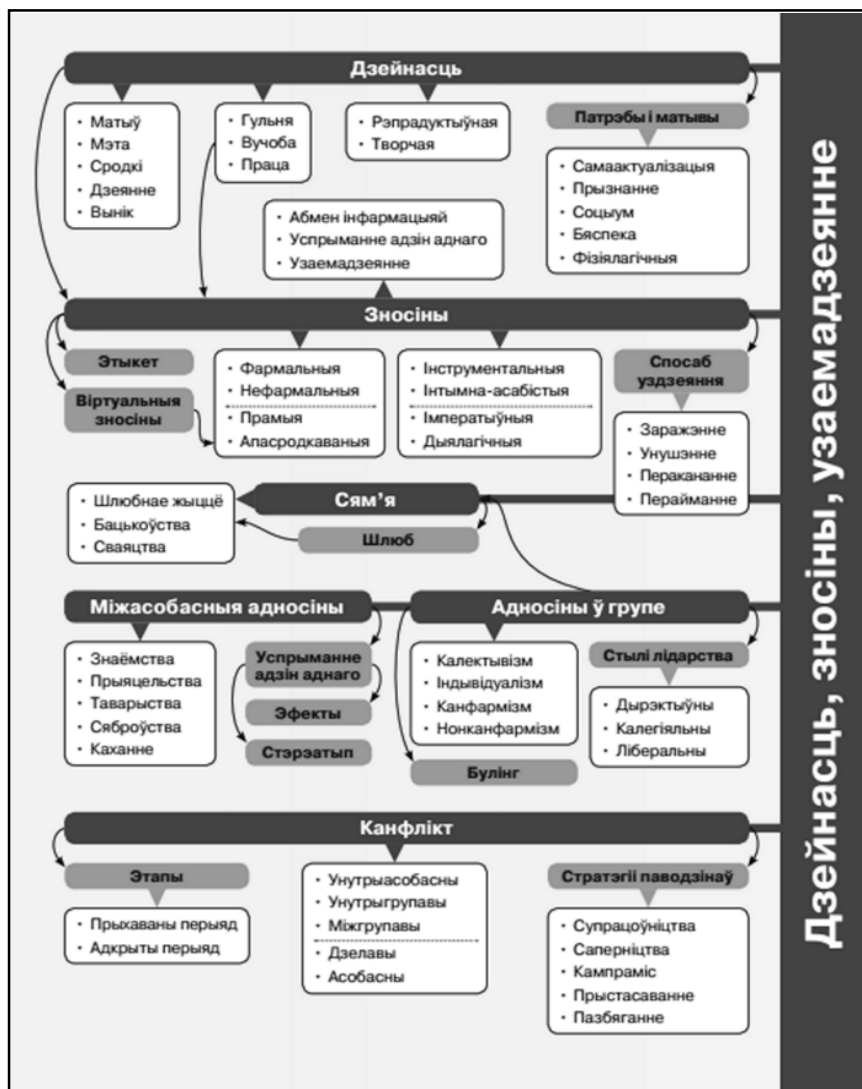 Дзейнасць
Матыў
Мэта
Сродкі
Дзеянне
Вынік
Гульня
Вучоба
Праца
Рэпрадуктыўная
Творчая
Патрэбы і матывы
Самаактуалізацыя
Прызнанне
Соцыум
Бяспека
Фізіялагічныя
Абмен інфармацыяй
Успрыманне адзін аднаго
Узаемадзеянне
Зносіны
Этыкет
Віртуальныя
зносіны
Фармальныя
Нефармальныя
Прамыя
Апасродкаваныя
Інструментальныя
Інтымна-асабістыя
Імператыўныя
Дыялагічныя
Спосаб
уздзеяння
Заражэнне
Унушэнне
Перакананне
Перайманне
Сям’я
Шлюбнае жыццё
Бацькоўства
Сваяцтва
Шлюб
Міжасобасныя адносіны
Знаёмства
Прыяцельства
Таварыства
Сяброўства
Каханне
Успрыманне
адзін аднаго
Эфекты
Стэрэатып
Адносіны ў групе
Калектывізм
Індывідуалізм
Канфармізм
Нонканфармізм
Булінг
Стылі лідарства
Дырэктыўны
Калегіяльны
Ліберальны
Канфлікт
Этапы
Прыхаваны перыяд
Адкрыты перыяд
Унутрыасобасны
Унутрыгрупавы
Міжгрупавы
Дзелавы
Асобасны
Стратэгіі паводзінаў
Супрацоўніцтва
Саперніцтва
Кампраміс
Прыстасаванне
Пазбяганне
Дзейнасць, зносіны, узаемадзеянне